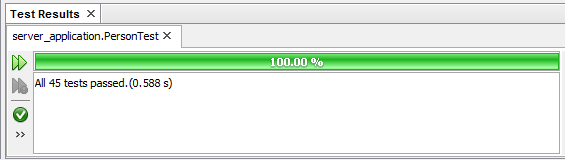 Test Results
server_application.PersonTest
100.00 %
All 45 tests passed.(0.588 s)
>>